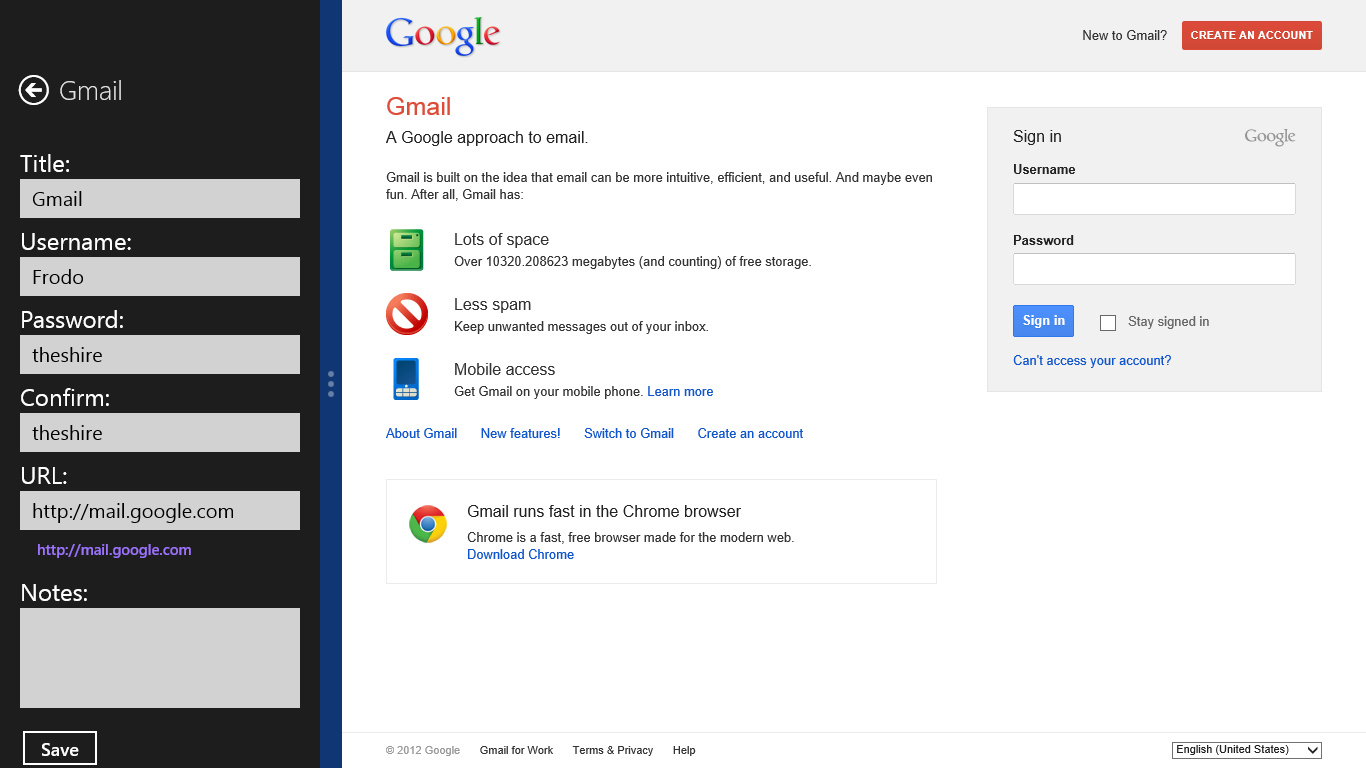 Gmail
Title:
Gmail
Username:
Frodo
Password:
theshire
Confirm:
theshire
URL:
http://mail.google.com
http://mail.google.com
Notes:
Save
Google
New to Gmail?
CREATE AN ACCOUNT
Gmail
A Google approach to email.
Gmail is built on the idea that email can be more intuitive, efficient, and useful. And maybe even
fun. After all, Gmail has:
Lots of space
Over 10320.208623 megabytes (and counting) of free storage.
Less spam
Keep unwanted messages out of your inbox.
Mobile access
Get Gmail on your mobile phone. Learn more
About Gmail New features! Switch to Gmail Create an account
Gmail runs fast in the Chrome browser
Chrome is a fast, free browser made for the modern web.
Download Chrome
Sign in Google
Username
Password
Sign in Stay signed in
Can't access your account?
© 2012 Google Gmail for Work Terms & Privacy Help
English (United States)